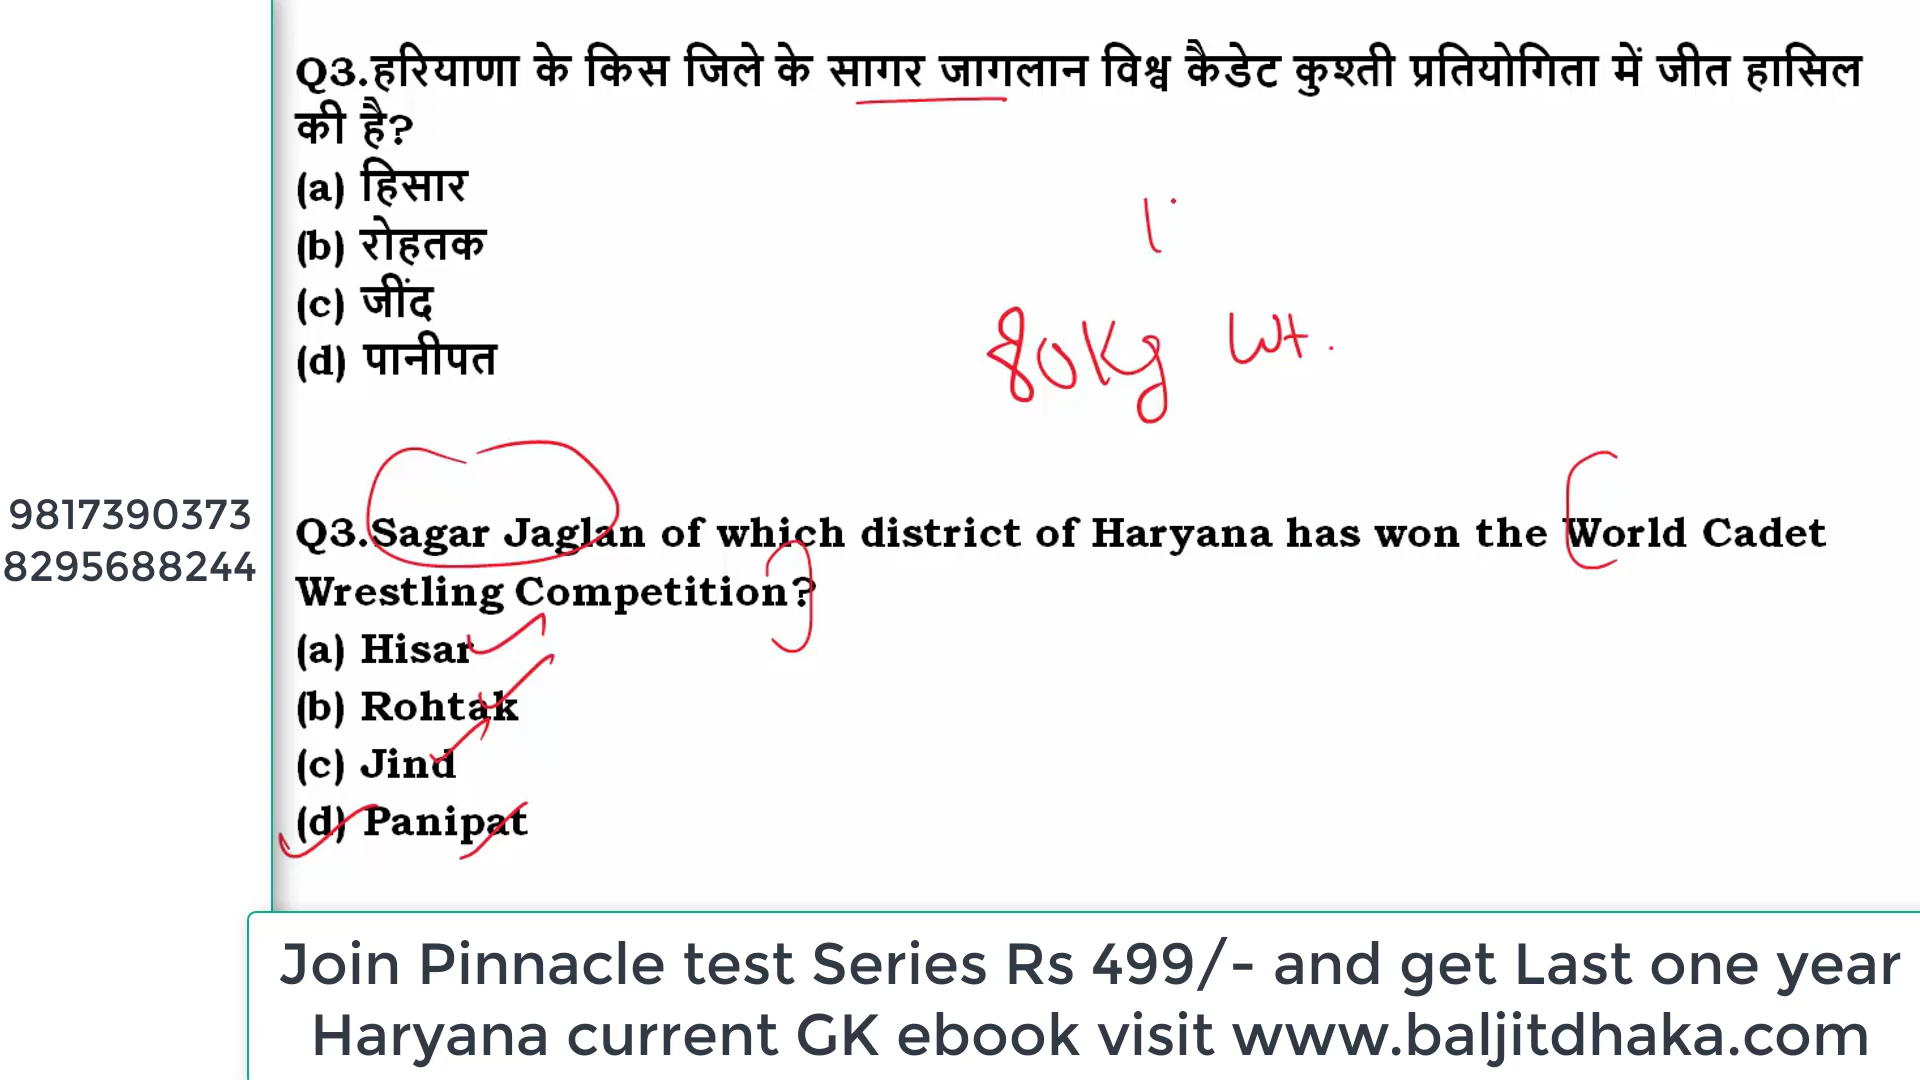 Q3.हरियाणा के किस जिले के सागर जागलान विश्व कैडेट कुश्ती प्रतियोगिता में जीत हासिल
की है?
(a) हिसार
(b) रोहतक
(c) जींद
(d) पानीपत
80Kg wt.
Q3.Sagar Jaglan of which district of Haryana has won the World Cadet
Wrestling Competition?
(a) Hisar
(b) Rohtak
(c) Jind
(d) Panipat
9817390373
8295688244
Join Pinnacle test Series Rs 499/- and get Last one year
Haryana current GK ebook visit www.baljitdhaka.com